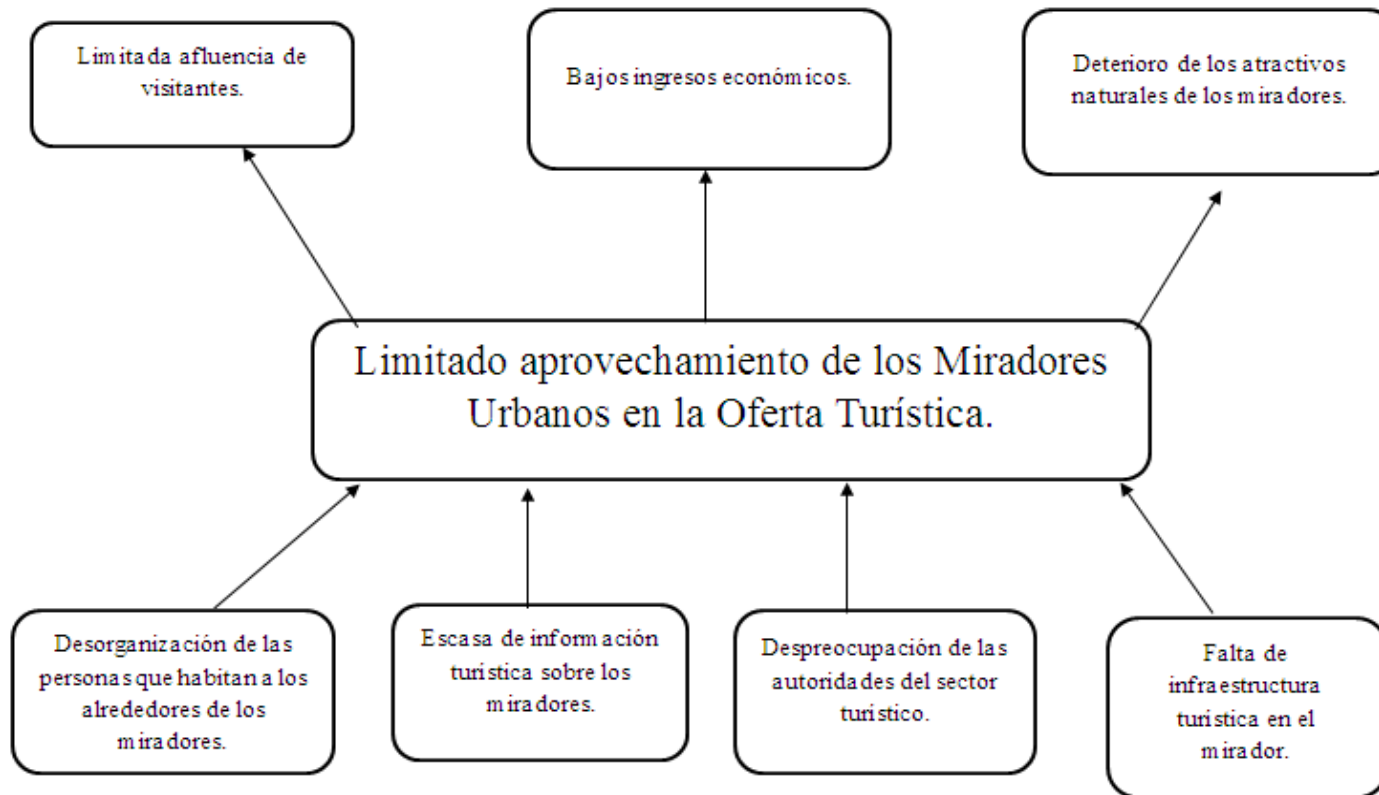 Limitada afluencia de
visitantes.
Bajos ingresos económicos.
Deterioro de los atractivos
naturales de los miradores.
Limitado aprovechamiento de los Miradores
Urbanos en la Oferta Turística.
Desorganización de las
personas que habitan a los
alrededores de los
miradores.
Escasa de información
turística sobre los
miradores.
Despreocupación de las
autoridades del sector
turístico.
Falta de
infraestructura
turística en el
mirador.